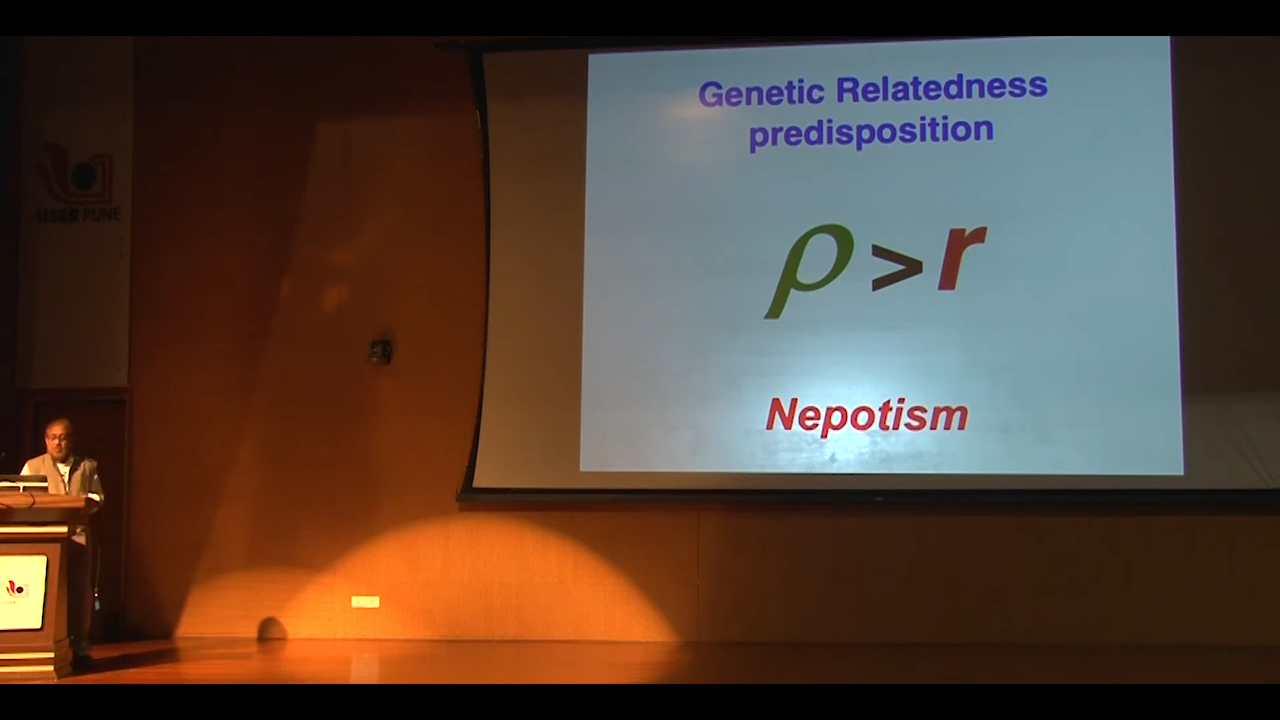 IISER PUNE
Genetic Relatedness
predisposition
ρ > r
Nepotism